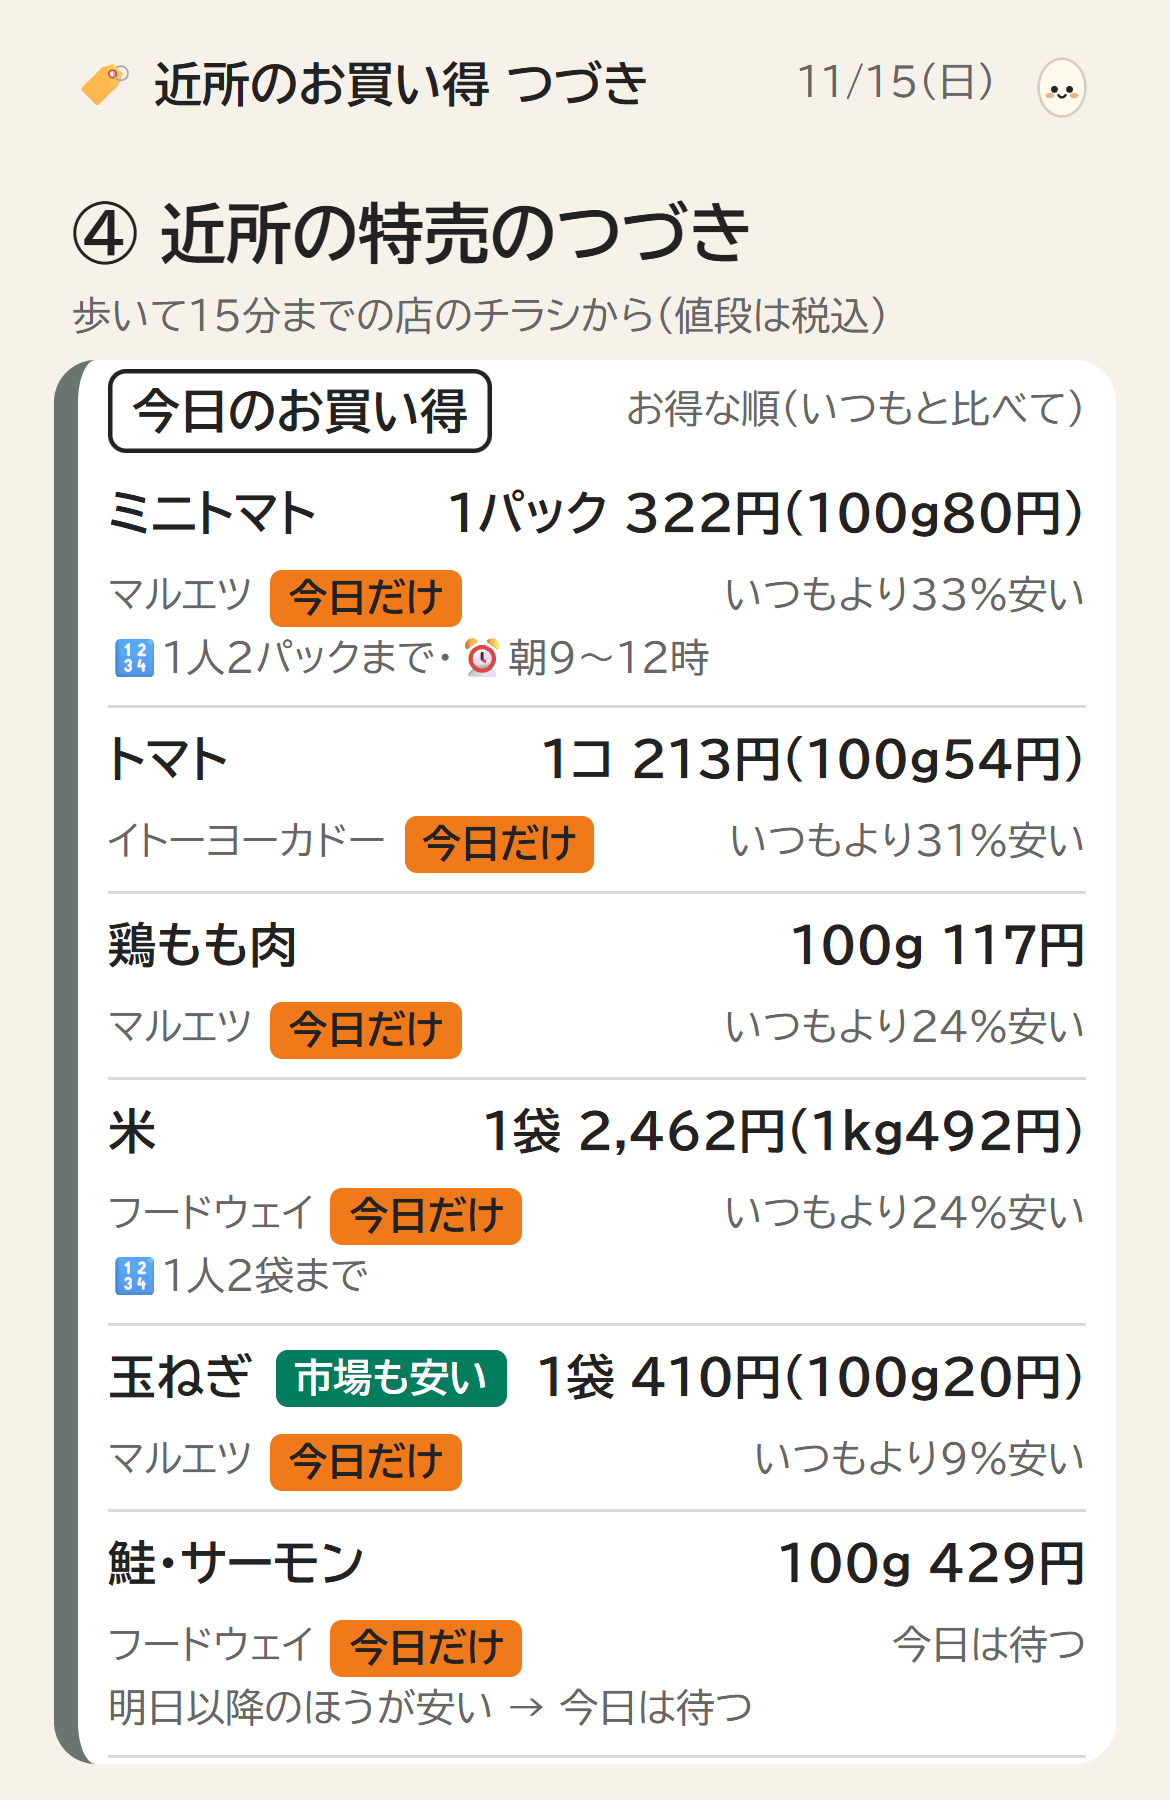 近所のお買い得 つづき 11/15(日)
④ 近所の特売のつづき
歩いて15分までの店のチラシから(値段は税込)
今日のお買い得 お得な順(いつもと比べて)
ミニトマト 1パック 322円(100g80円)
マルエツ 今日だけ いつもより33%安い
🔢1人2パックまで・⏰朝9〜12時
トマト 1コ 213円(100g54円)
イトーヨーカドー 今日だけ いつもより31%安い
鶏もも肉 100g 117円
マルエツ 今日だけ いつもより24%安い
米 1袋 2,462円(1kg492円)
フードウェイ 今日だけ いつもより24%安い
🔢1人2袋まで
玉ねぎ 市場も安い 1袋 410円(100g20円)
マルエツ 今日だけ いつもより9%安い
鮭・サーモン 100g 429円
フードウェイ 今日だけ 今日は待つ
明日以降のほうが安い → 今日は待つ